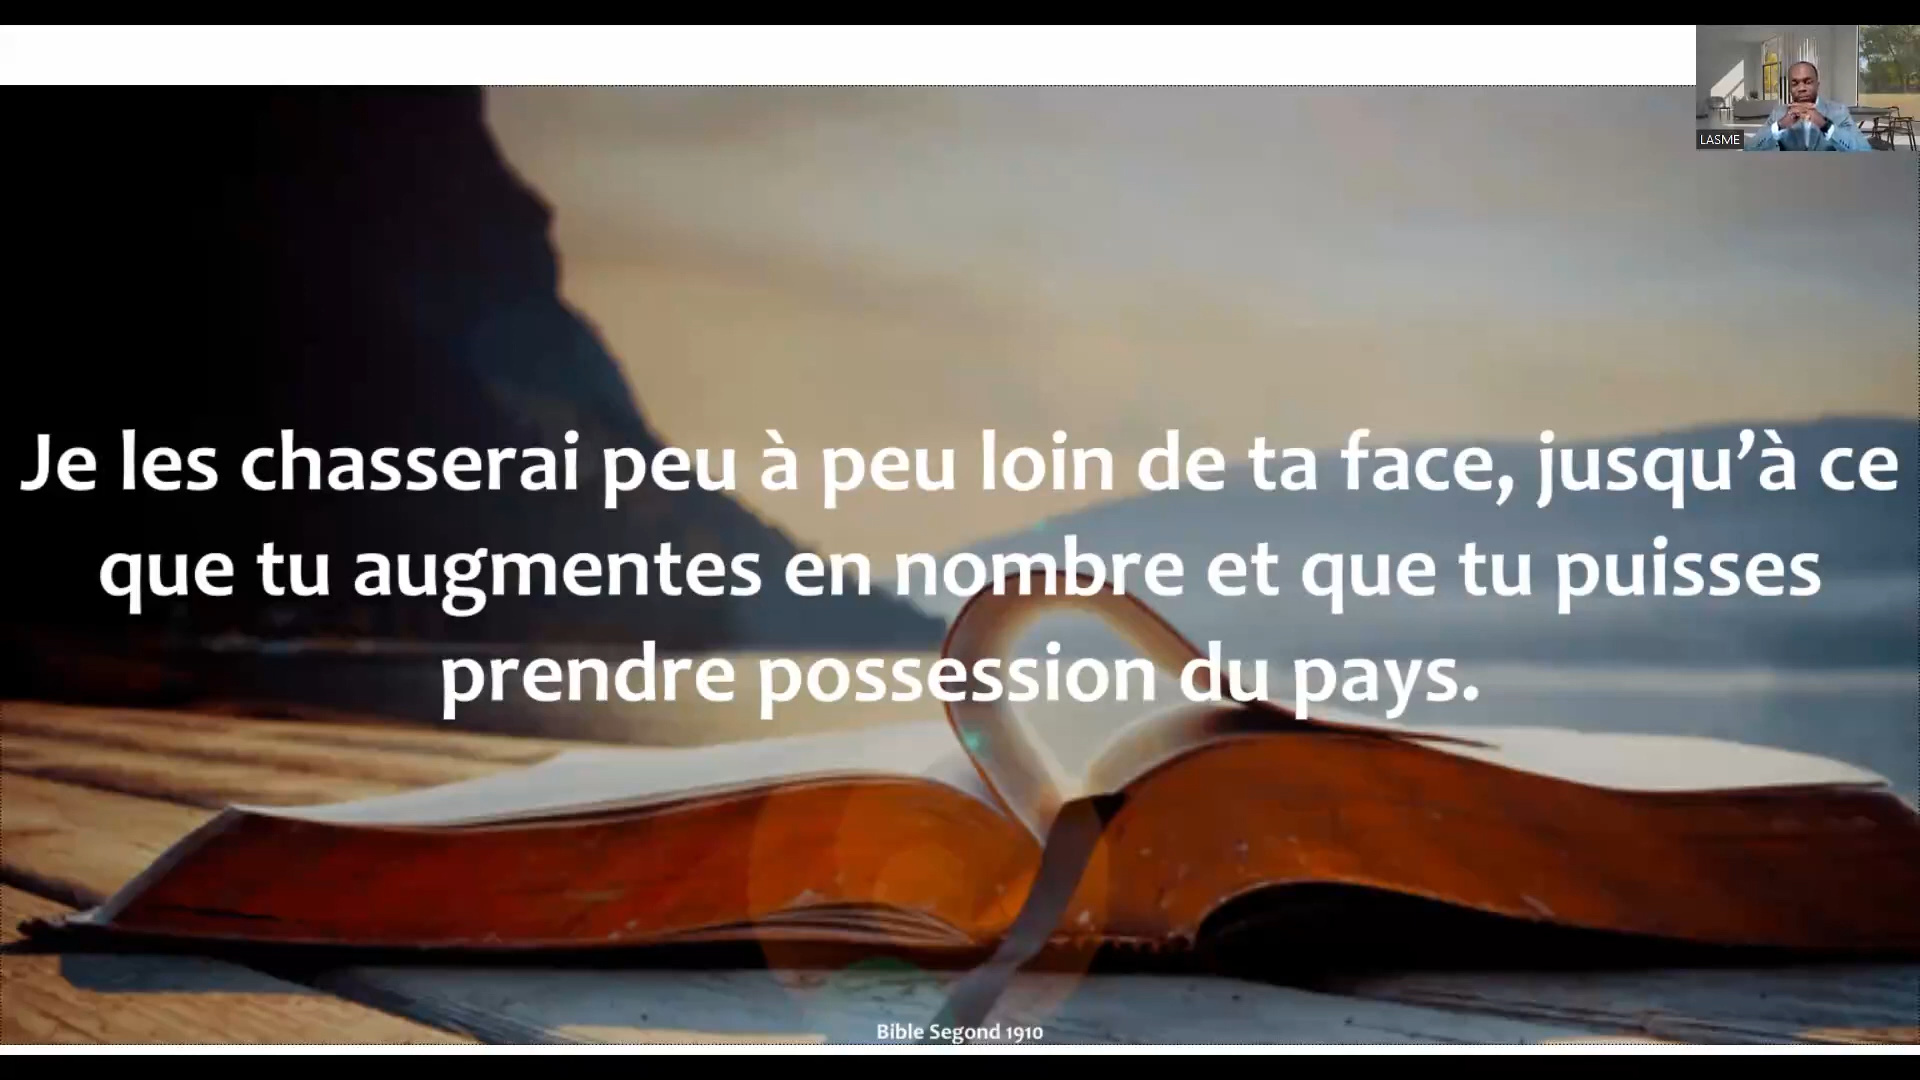 LASME
Je les chasserai peu à peu loin de ta face, jusqu’à ce
que tu augmentes en nombre et que tu puisses
prendre possession du pays.
Bible Segond 1910